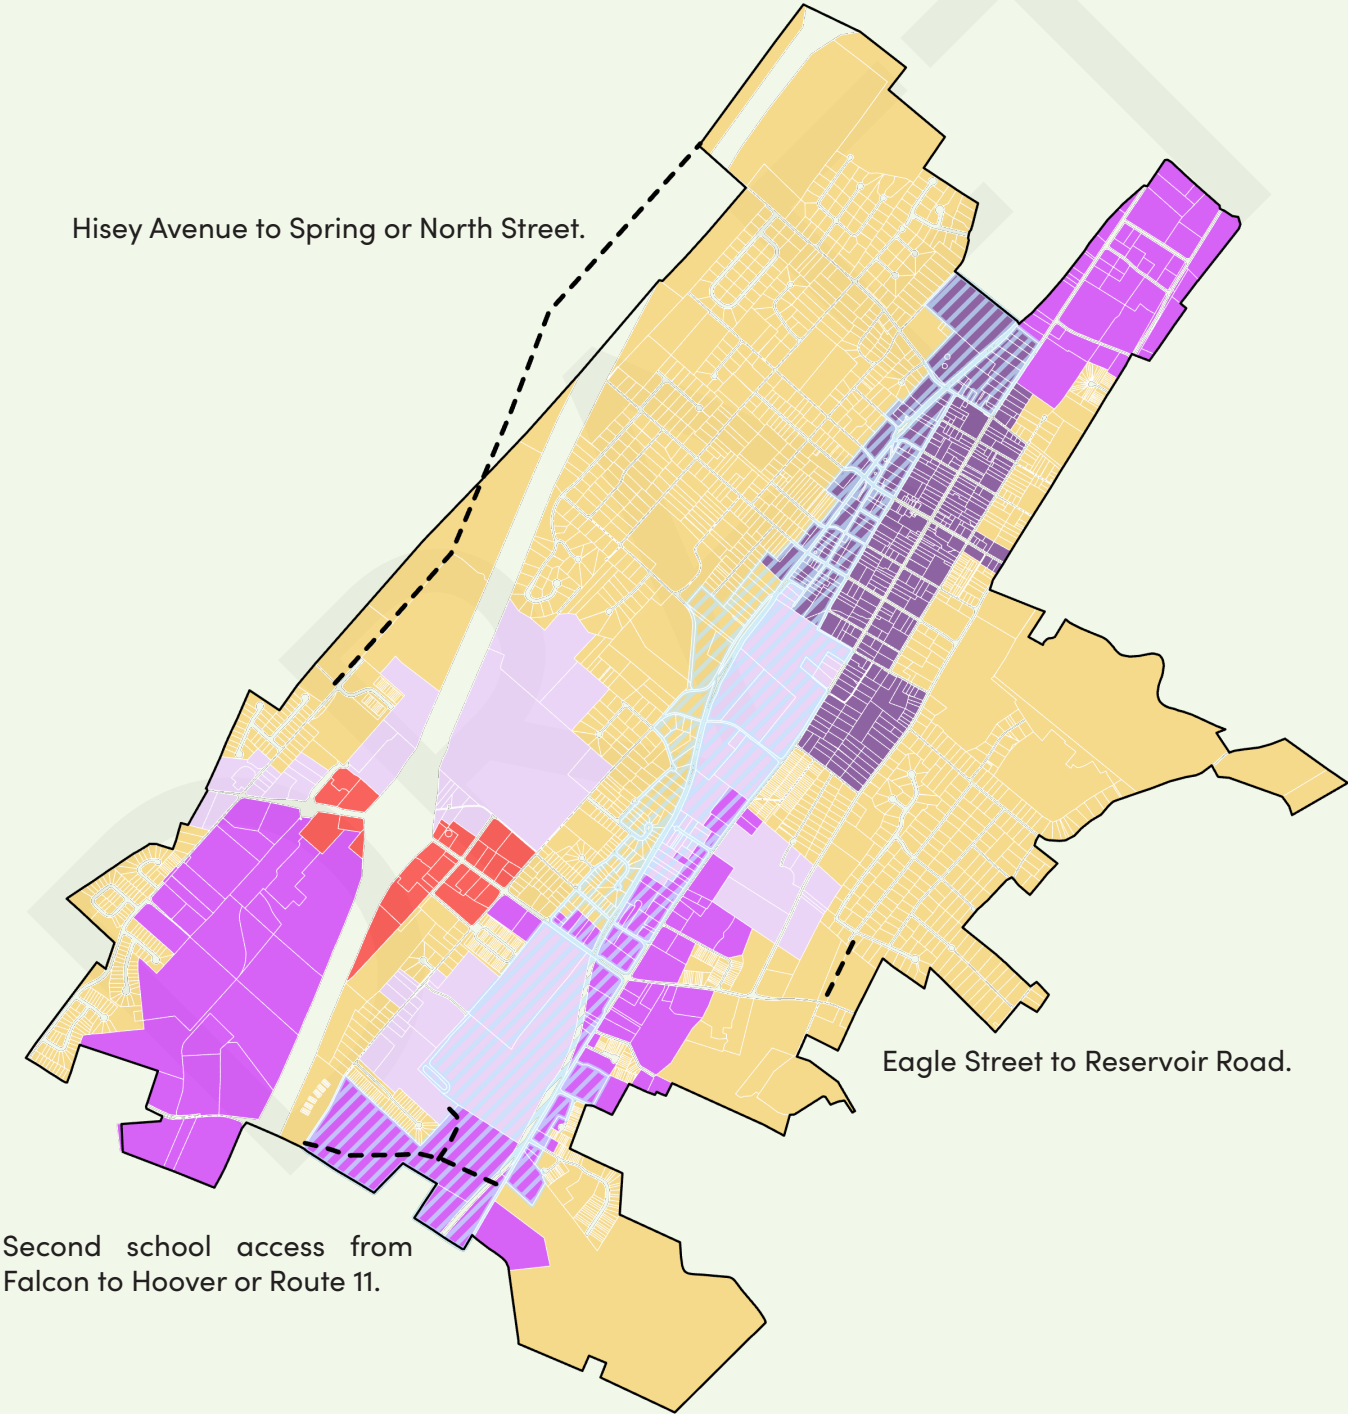 Hisey Avenue to Spring or North Street.
Eagle Street to Reservoir Road.
Second school access from
Falcon to Hoover or Route 11.